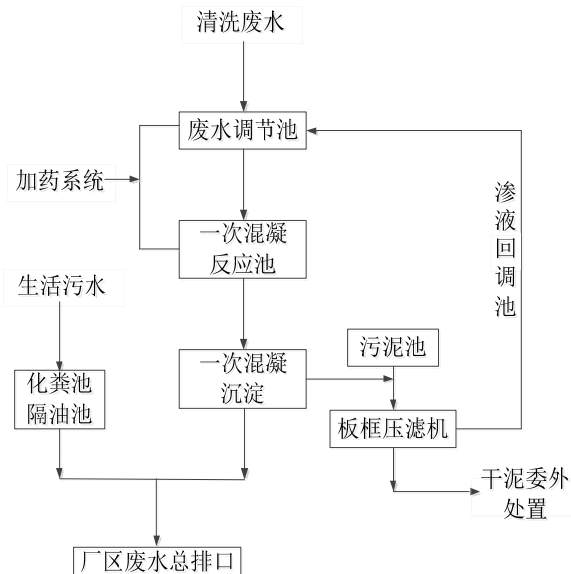 清洗废水
废水调节池
加药系统
渗液回调池
一次混凝
反应池
生活污水
一次混凝
沉淀
污泥池
化粪池
隔油池
板框压滤机
干泥委外
处置
厂区废水总排口